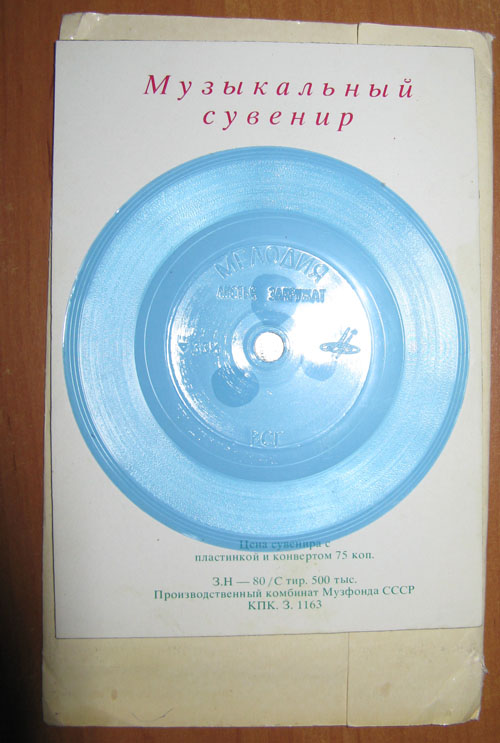 Музыкальный
сувенир
МЕЛОДИЯ
РСТ
Цена сувенира с
пластинкой и конвертом 75 коп.
З.Н — 80/С тир. 500 тыс.
Производственный комбинат Музфонда СССР
КПК. З. 1163